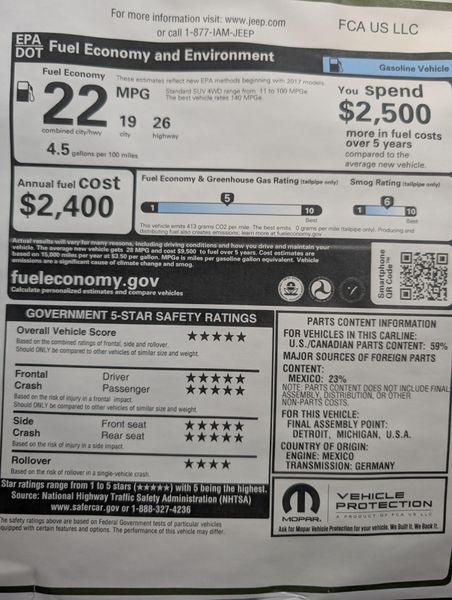 For more information visit: www.jeep.com
or call 1-877-IAM-JEEP
FCA US LLC
EPA
DOT
Fuel Economy and Environment
Gasoline Vehicle
Fuel Economy
These estimates reflect new EPA methods beginning with 2017 models.
22
MPG
Standard SUV 4WD range from 11 to 100 MPGe.
The best vehicle rates 140 MPGe.
19
26
combined city/hwy
city
highway
4.5 gallons per 100 miles
You Spend
$2,500
more in fuel costs
over 5 years
compared to the
average new vehicle.
Annual fuel COST
$2,400
Fuel Economy & Greenhouse Gas Rating (tailpipe only)
5
1
10
Best
Smog Rating (tailpipe only)
6
1
10
Best
This vehicle emits 413 grams CO2 per mile. The best emits 0 grams per mile (tailpipe only). Producing and
distributing fuel also creates emissions; learn more at fueleconomy.gov
Actual results will vary for many reasons, including driving conditions and how you drive and maintain your
vehicle. The average new vehicle gets 28 MPG and cost $9,500 to fuel over 5 years. Cost estimates are
based on 15,000 miles per year at $3.50 per gallon. MPGe is miles per gasoline gallon equivalent. Vehicle
emissions are a significant cause of climate change and smog.
fueleconomy.gov
Calculate personalized estimates and compare vehicles
Smartphone
QR Code™
GOVERNMENT 5-STAR SAFETY RATINGS
Overall Vehicle Score ★★★★★
Based on the combined ratings of frontal, side and rollover.
Should ONLY be compared to other vehicles of similar size and weight.
Frontal Driver ★★★★★
Crash Passenger ★★★★★
Based on the risk of injury in a frontal impact.
Should ONLY be compared to other vehicles of similar size and weight.
Side Front seat ★★★★★
Crash Rear seat ★★★★★
Based on the risk of injury in a side impact.
Rollover ★★★★
Based on the risk of rollover in a single-vehicle crash.
Star ratings range from 1 to 5 stars (★★★★★) with 5 being the highest.
Source: National Highway Traffic Safety Administration (NHTSA)
www.safercar.gov or 1-888-327-4236
The safety ratings above are based on Federal Government tests of particular vehicles
equipped with certain features and options. The performance of this vehicle may differ.
PARTS CONTENT INFORMATION
FOR VEHICLES IN THIS CARLINE:
U.S./CANADIAN PARTS CONTENT: 59%
MAJOR SOURCES OF FOREIGN PARTS
CONTENT:
MEXICO: 23%
NOTE: PARTS CONTENT DOES NOT INCLUDE FINAL
ASSEMBLY, DISTRIBUTION, OR OTHER
NON-PARTS COSTS.
FOR THIS VEHICLE:
FINAL ASSEMBLY POINT:
DETROIT, MICHIGAN, U.S.A.
COUNTRY OF ORIGIN:
ENGINE: MEXICO
TRANSMISSION: GERMANY
MOPAR.
VEHICLE
PROTECTION
A PRODUCT OF FCA US LLC
Ask for Mopar Vehicle Protection for your vehicle. We Built It. We Back It.